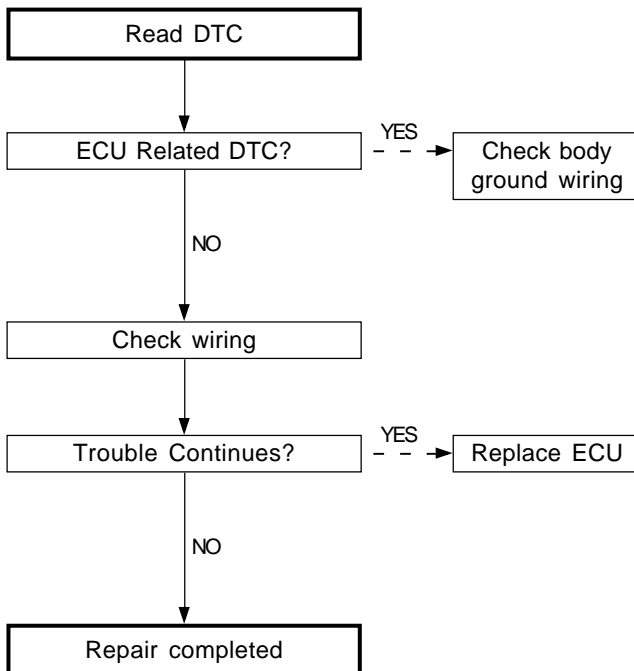 Read DTC
ECU Related DTC?
YES
Check body
ground wiring
NO
Check wiring
Trouble Continues?
YES
Replace ECU
NO
Repair completed